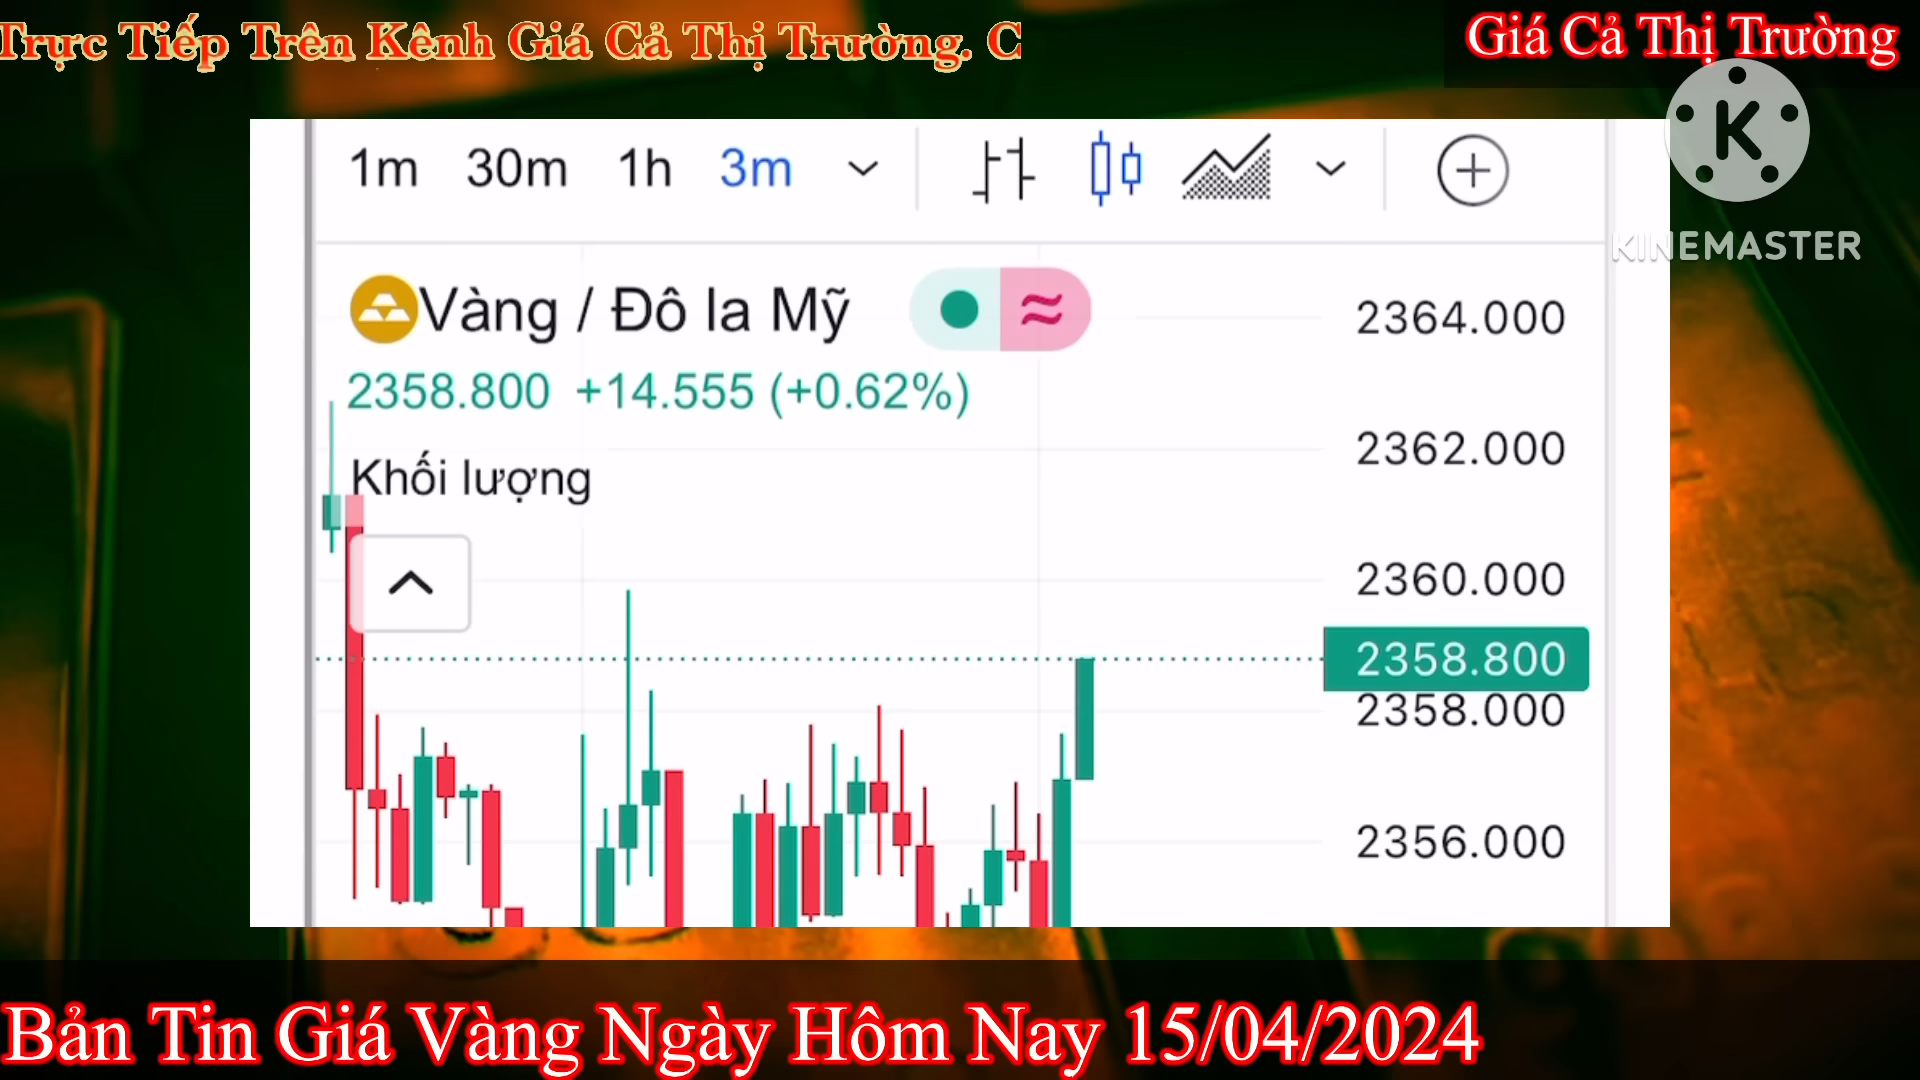 Trực Tiếp Trên Kênh Giá Cả Thị Trường. C
Giá Cả Thị Trường
K
KINEMASTER
1m 30m 1h 3m
Vàng / Đô la Mỹ
2358.800 +14.555 (+0.62%)
Khối lượng
2364.000
2362.000
2360.000
2358.800
2358.000
2356.000
Bản Tin Giá Vàng Ngày Hôm Nay 15/04/2024